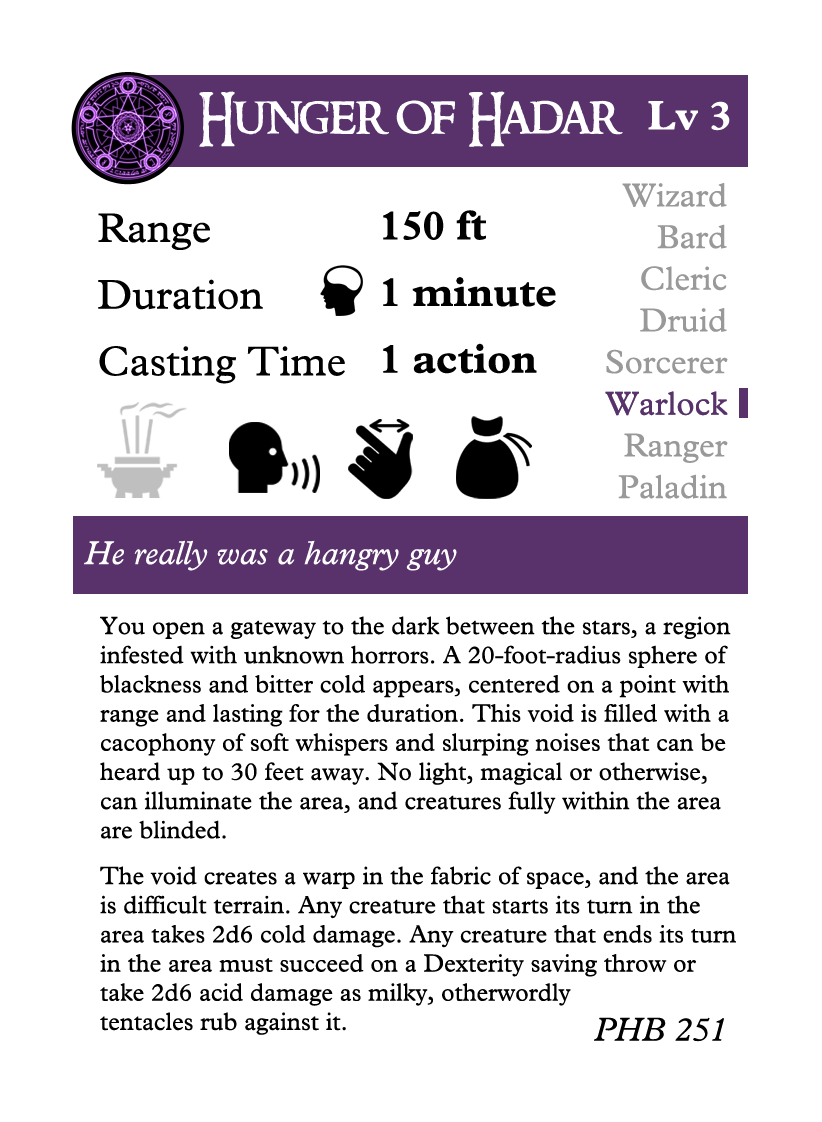 HUNGER OF HADAR Lv 3
Range 150 ft
Duration 1 minute
Casting Time 1 action
Wizard
Bard
Cleric
Druid
Sorcerer
Warlock
Ranger
Paladin
He really was a hangry guy
You open a gateway to the dark between the stars, a region
infested with unknown horrors. A 20-foot-radius sphere of
blackness and bitter cold appears, centered on a point with
range and lasting for the duration. This void is filled with a
cacophony of soft whispers and slurping noises that can be
heard up to 30 feet away. No light, magical or otherwise,
can illuminate the area, and creatures fully within the area
are blinded.
The void creates a warp in the fabric of space, and the area
is difficult terrain. Any creature that starts its turn in the
area takes 2d6 cold damage. Any creature that ends its turn
in the area must succeed on a Dexterity saving throw or
take 2d6 acid damage as milky, otherwordly
tentacles rub against it.
PHB 251